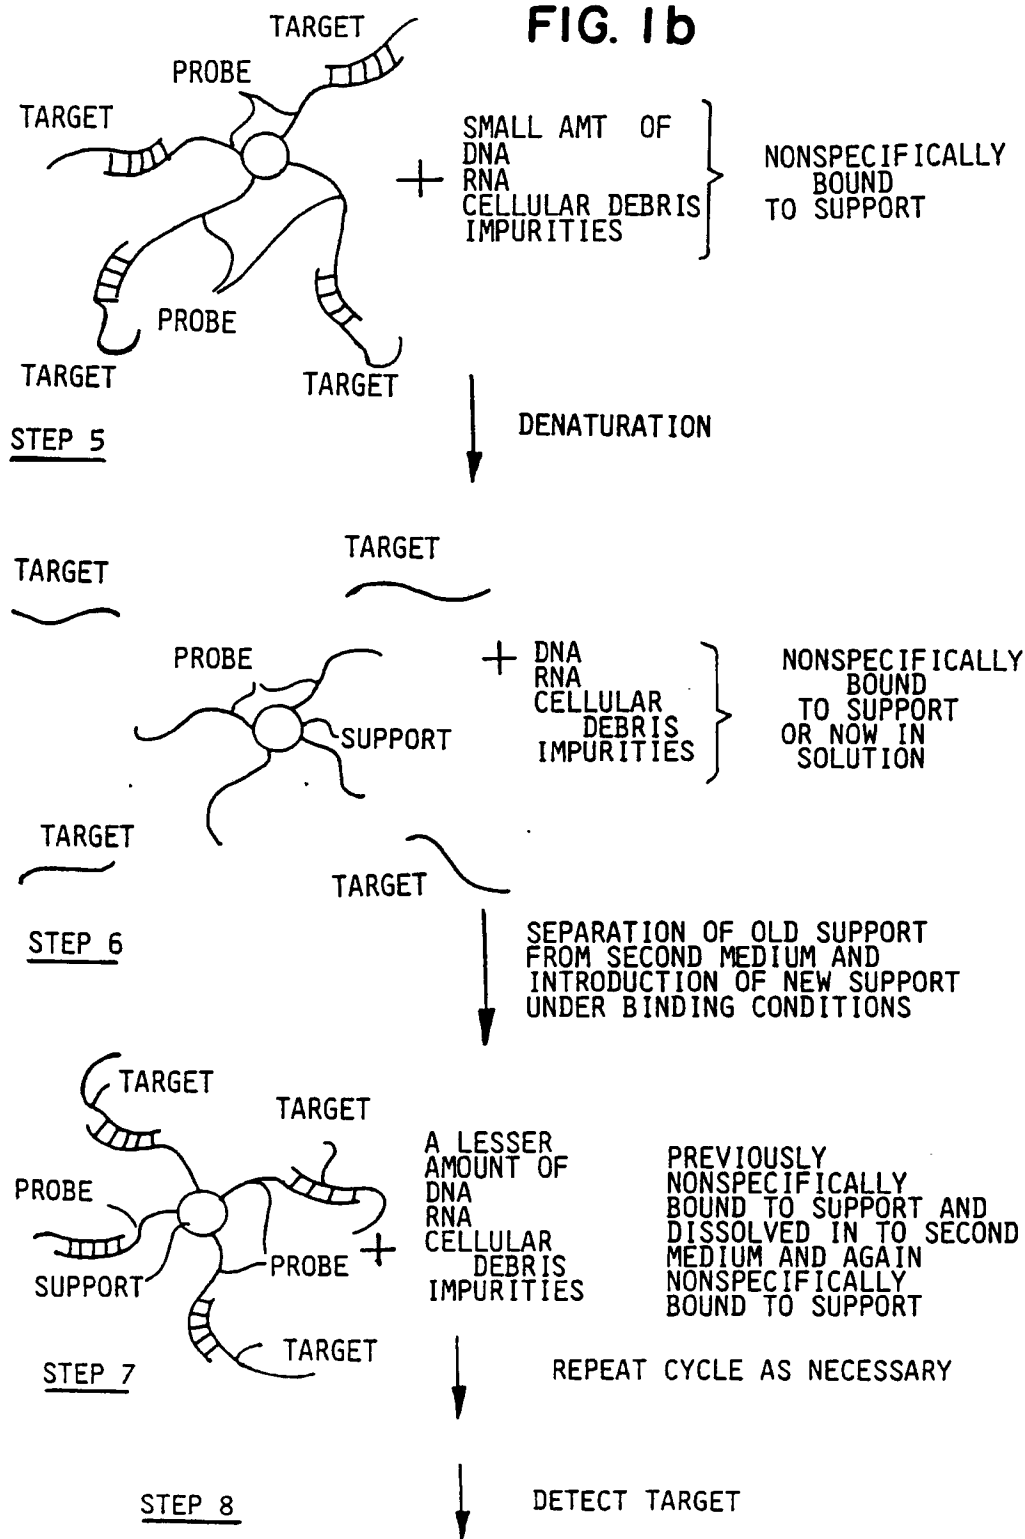 FIG. 1b
TARGET
PROBE
TARGET
SMALL AMT OF
DNA
RNA
CELLULAR DEBRIS
IMPURITIES
NONSPECIFICALLY
BOUND
TO SUPPORT
+
PROBE
TARGET
TARGET
STEP 5
DENATURATION
TARGET
TARGET
PROBE
SUPPORT
+
DNA
RNA
CELLULAR
DEBRIS
IMPURITIES
NONSPECIFICALLY
BOUND
TO SUPPORT
OR NOW IN
SOLUTION
TARGET
TARGET
STEP 6
SEPARATION OF OLD SUPPORT
FROM SECOND MEDIUM AND
INTRODUCTION OF NEW SUPPORT
UNDER BINDING CONDITIONS
TARGET
TARGET
PROBE
SUPPORT
PROBE
TARGET
+
A LESSER
AMOUNT OF
DNA
RNA
CELLULAR
DEBRIS
IMPURITIES
PREVIOUSLY
NONSPECIFICALLY
BOUND TO SUPPORT AND
DISSOLVED IN TO SECOND
MEDIUM AND AGAIN
NONSPECIFICALLY
BOUND TO SUPPORT
STEP 7
REPEAT CYCLE AS NECESSARY
STEP 8
DETECT TARGET